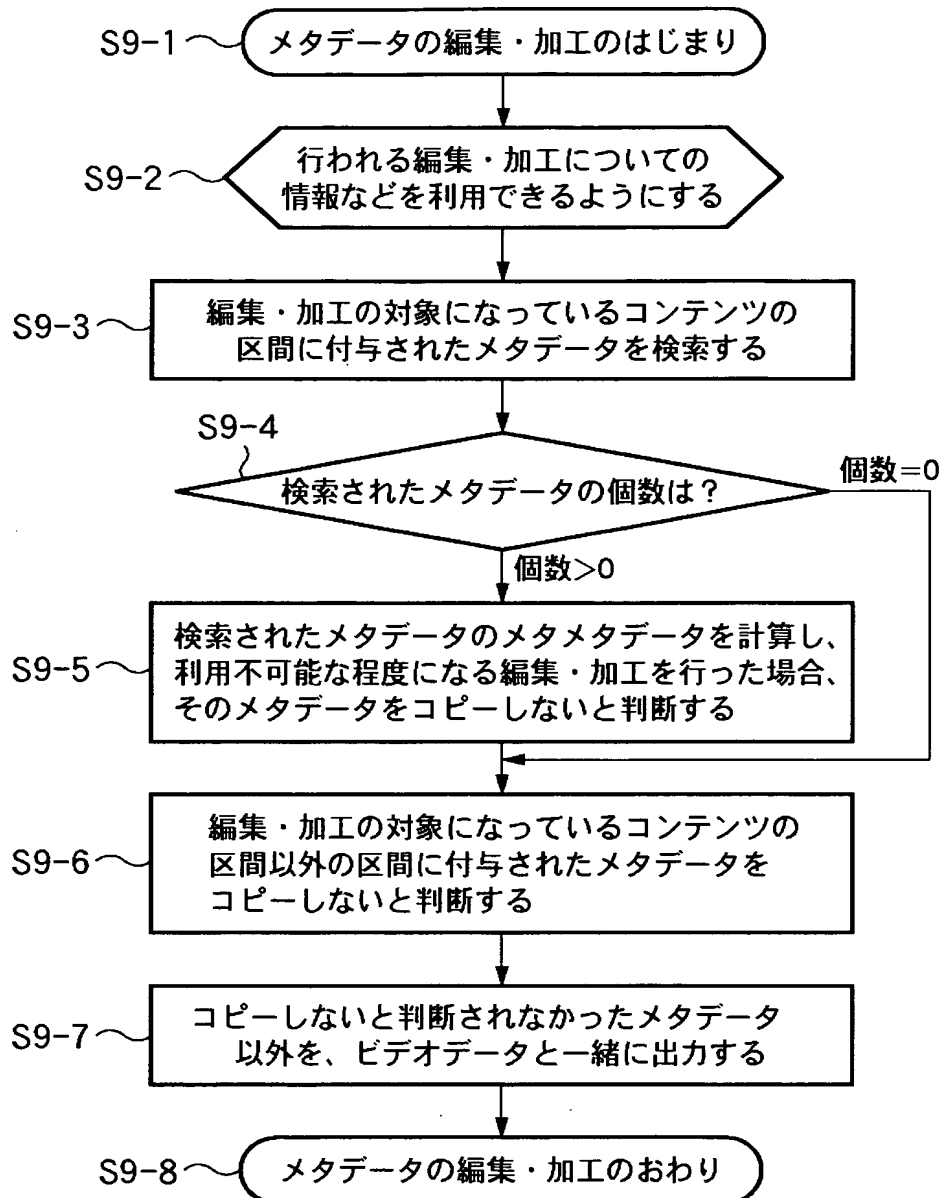 S9-1
メタデータの編集・加工のはじまり
S9-2
行われる編集・加工についての
情報などを利用できるようにする
S9-3
編集・加工の対象になっているコンテンツの
区間に付与されたメタデータを検索する
S9-4
検索されたメタデータの個数は？
個数=0
個数>0
S9-5
検索されたメタデータのメタメタデータを計算し、
利用不可能な程度になる編集・加工を行った場合、
そのメタデータをコピーしないと判断する
S9-6
編集・加工の対象になっているコンテンツの
区間以外の区間に付与されたメタデータを
コピーしないと判断する
S9-7
コピーしないと判断されなかったメタデータ
以外を、ビデオデータと一緒に出力する
S9-8
メタデータの編集・加工のおわり